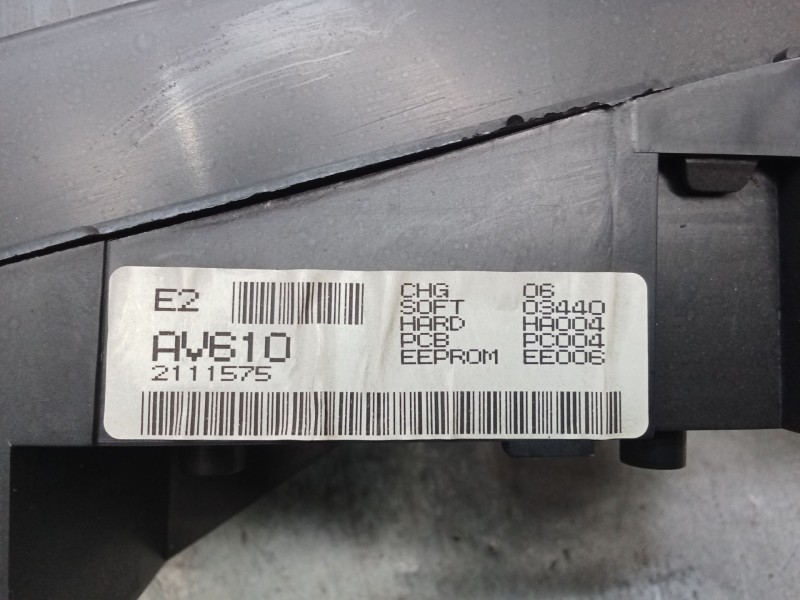 E2
AV610
2111575
CHG 06
SOFT 03440
HARD HA004
PCB PC004
EEPROM EE006